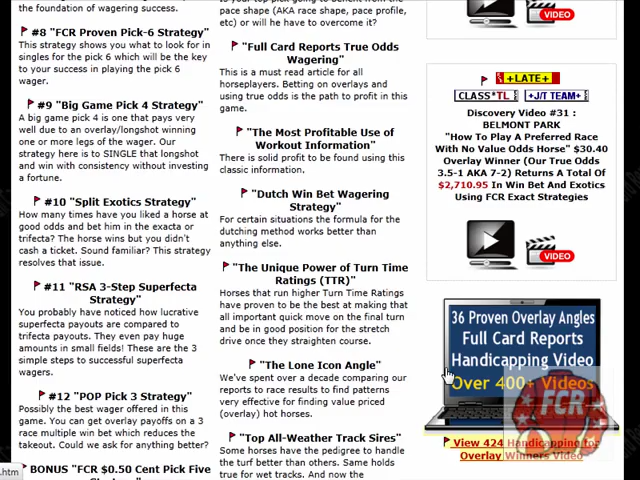 the foundation of wagering success.
#8 "FCR Proven Pick-6 Strategy"
This strategy shows you what to look for in
singles for the pick 6 which will be the key
to your success in playing the pick 6
wager.
#9 "Big Game Pick 4 Strategy"
A big game pick 4 is one that pays very
well due to an overlay/longshot winning
one or more legs of the wager. Our
strategy here is to SINGLE that longshot
and win with consistency without investing
a fortune.
#10 "Split Exotics Strategy"
How many times have you liked a horse at
good odds and bet him in the exacta or
trifecta? The horse wins but you didn't
cash a ticket. Sound familiar? This strategy
resolves that issue.
#11 "RSA 3-Step Superfecta
Strategy"
You probably have noticed how lucrative
superfecta payouts are compared to
trifecta payouts. They even pay huge
amounts in small fields! These are the 3
simple steps to successful superfecta
wagers.
#12 "POP Pick 3 Strategy"
Possibly the best wager offered in this
game. You can get overlay payoffs on a 3
race multiple win bet which reduces the
takeout. Could we ask for anything better?
BONUS "FCR $0.50 Cent Pick Five
.htm
pace shape (AKA race shape, pace profile,
etc) or will he have to overcome it?
"Full Card Reports True Odds
Wagering"
This is a must read article for all
horseplayers. Betting on overlays and
using true odds is the path to profit in this
game.
"The Most Profitable Use of
Workout Information"
There is solid profit to be found using this
classic information.
"Dutch Win Bet Wagering
Strategy"
For certain situations the formula for the
dutching method works better than
anything else.
"The Unique Power of Turn Time
Ratings (TTR)"
Horses that run higher Turn Time Ratings
have proven to be the best at making that
all important quick move on the final turn
and be in good position for the stretch
drive once they straighten course.
"The Lone Icon Angle"
We've spent over a decade comparing our
reports to race results to find patterns
very effective for finding value priced
(overlay) hot horses.
"Top All-Weather Track Sires"
Some horses have the pedigree to handle
the turf better than others. Same holds
true for wet tracks. And now the
VIDEO
+LATE+
CLASS*TL
+J/T TEAM+
Discovery Video #31 :
BELMONT PARK
"How To Play A Preferred Race
With No Value Odds Horse" $30.40
Overlay Winner (Our True Odds
3.5-1 AKA 7-2) Returns A Total Of
$2,710.95 In Win Bet And Exotics
Using FCR Exact Strategies
VIDEO
36 Proven Overlay Angles
Full Card Reports
Handicapping Video
Over 400+ Videos
FCR
View 424 Handicapping for
Overlay Winners Video